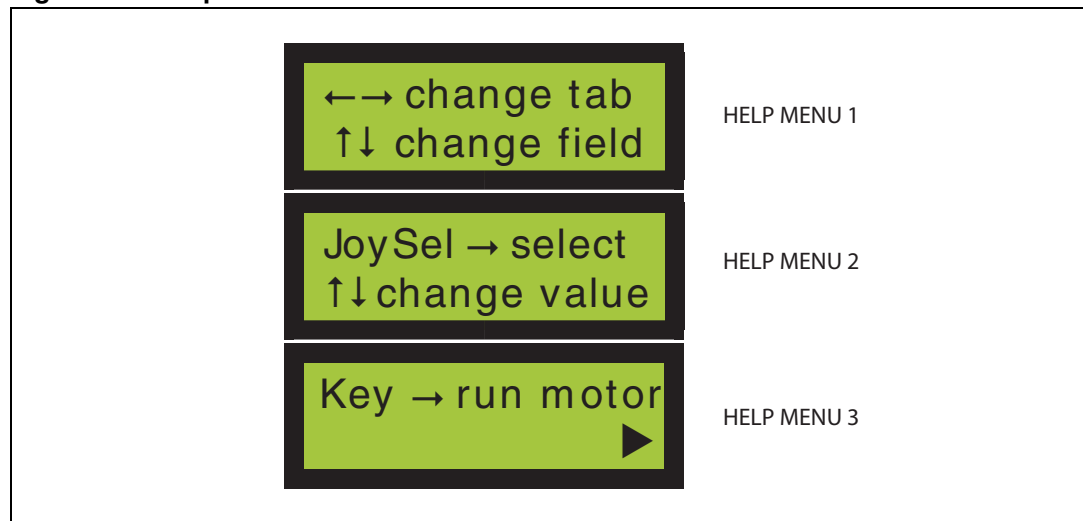 ←→ change tab
↑↓ change field
HELP MENU 1
JoySel → select
↑↓change value
HELP MENU 2
Key → run motor
▶
HELP MENU 3